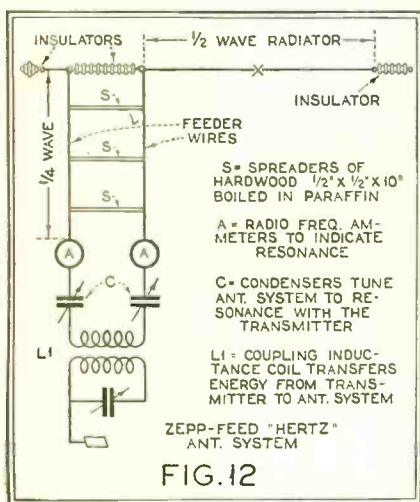 INSULATORS
1/2 WAVE RADIATOR
INSULATOR
S
L
FEEDER
WIRES
S
S
1/4 WAVE
A
A
C
L1
S= SPREADERS OF
HARDWOOD 1/2" X 1/2" X 10"
BOILED IN PARAFFIN
A= RADIO FREQ. AM-
METERS TO INDICATE
RESONANCE
C= CONDENSERS TUNE
ANT. SYSTEM TO RE-
SONANCE WITH THE
TRANSMITTER
L1 = COUPLING INDUC-
TANCE COIL TRANSFERS
ENERGY FROM TRANS-
MITTER TO ANT. SYSTEM
ZEPP-FEED "HERTZ"
ANT. SYSTEM
FIG. 12